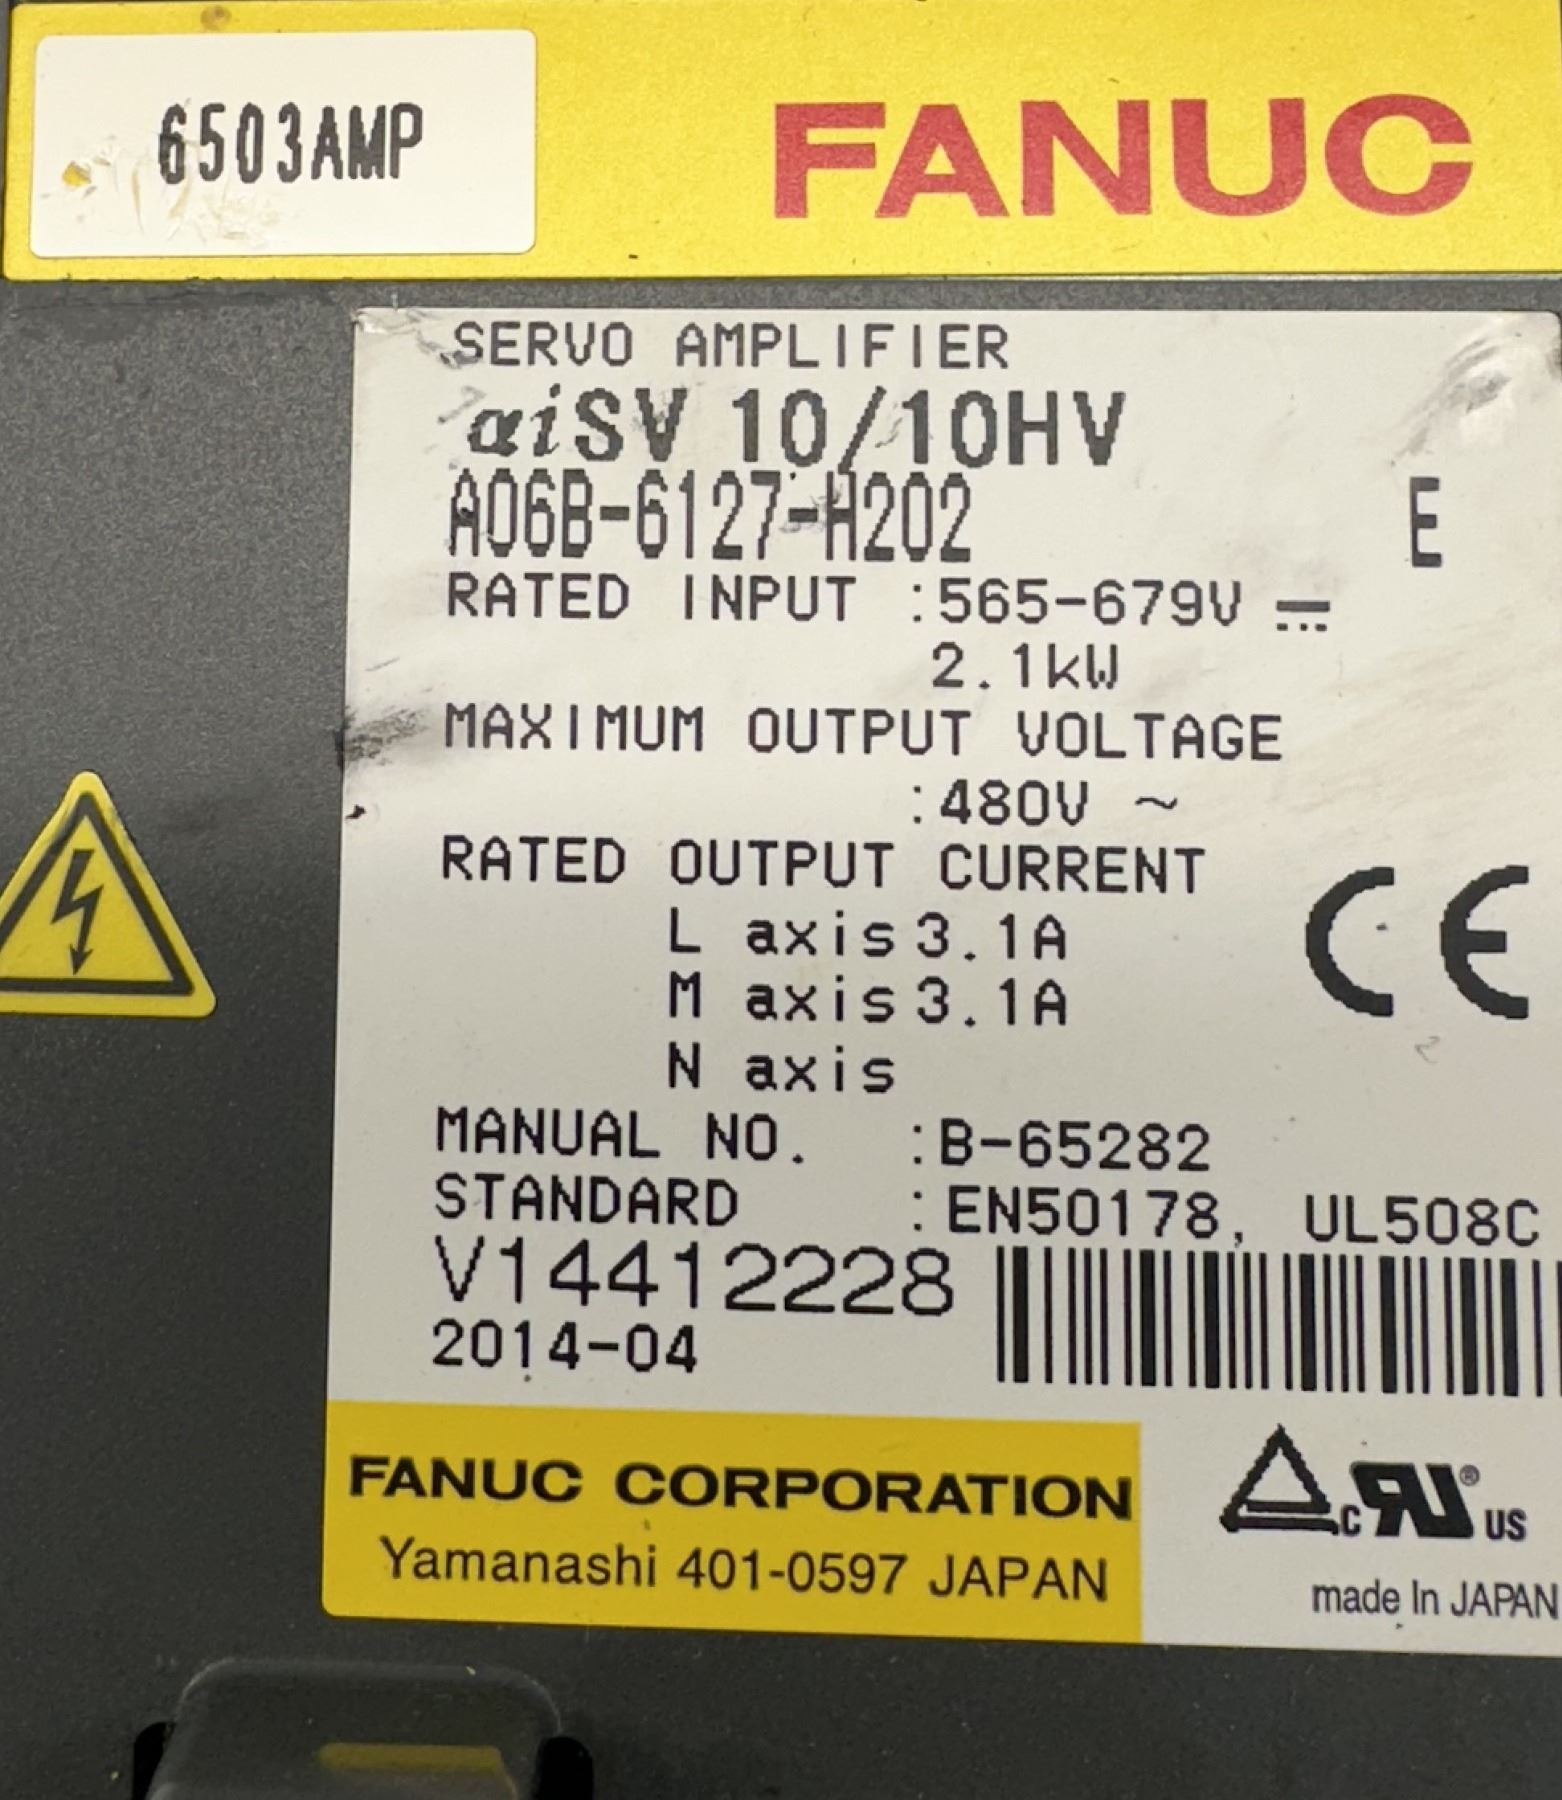 6503AMP
FANUC
SERVO AMPLIFIER
αiSV 10/10HV
A06B-6127-H202 E
RATED INPUT :565-679V ⎓
2.1kW
MAXIMUM OUTPUT VOLTAGE
:480V ~
RATED OUTPUT CURRENT
L axis 3.1A
M axis 3.1A
N axis
CE
MANUAL NO. :B-65282
STANDARD :EN50178, UL508C
V14412228
2014-04
FANUC CORPORATION
Yamanashi 401-0597 JAPAN
c RU ® US
made In JAPAN